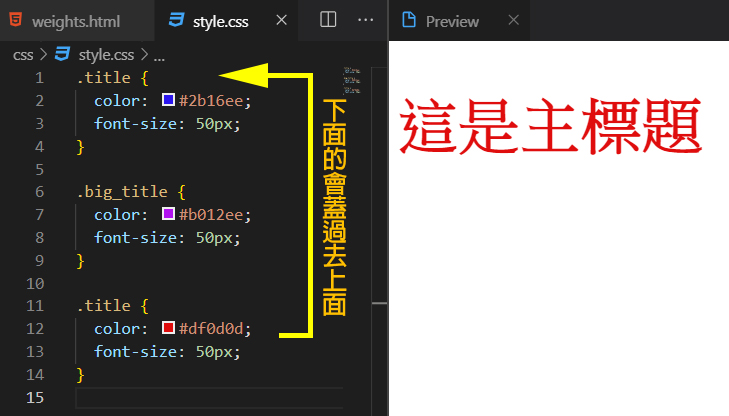 weights.html
style.css
Preview
css > style.css > ...
1 .title {
2 color: #2b16ee;
3 font-size: 50px;
4 }
5
6 .big_title {
7 color: #b012ee;
8 font-size: 50px;
9 }
10
11 .title {
12 color: #df0d0d;
13 font-size: 50px;
14 }
15
下面的會蓋過去上面
這是主標題